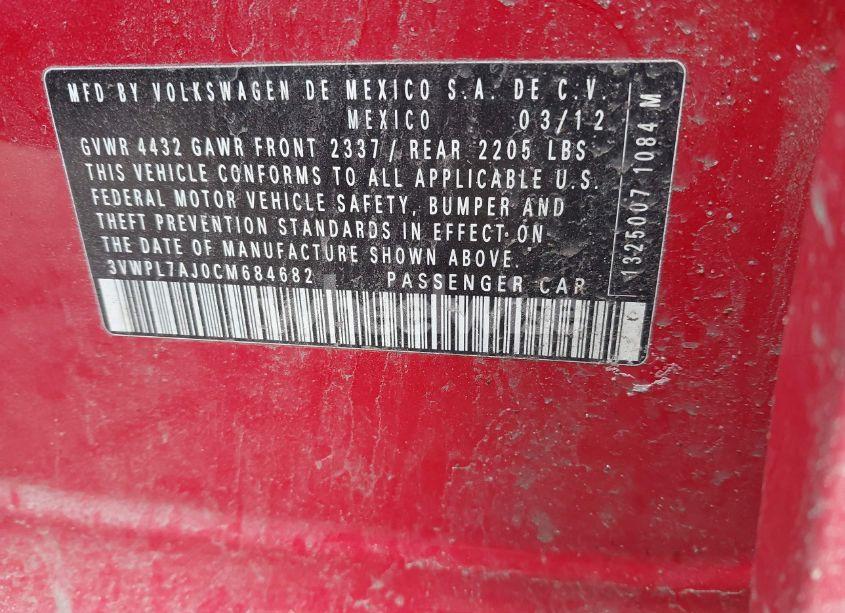 MFD BY VOLKSWAGEN DE MEXICO S.A. DE C.V.
MEXICO 03/12
GVWR 4432 GAWR FRONT 2337/ REAR 2205 LBS
THIS VEHICLE CONFORMS TO ALL APPLICABLE U.S.
FEDERAL MOTOR VEHICLE SAFETY, BUMPER AND
THEFT PREVENTION STANDARDS IN EFFECT ON
THE DATE OF MANUFACTURE SHOWN ABOVE.
3VWPL7AJ0CM684682 PASSENGER CAR
1325007 1084 M